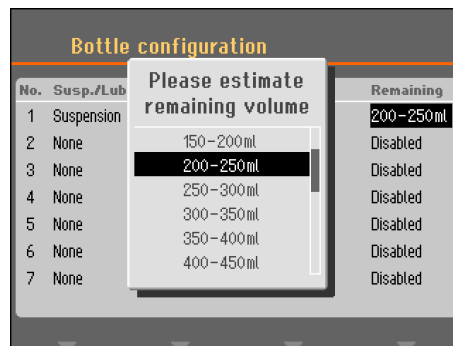 Bottle configuration
Please estimate
remaining volume
150-200ml
200-250ml
250-300ml
300-350ml
350-400ml
400-450ml
No. Susp./Lub Remaining
1 Suspension 200-250ml
2 None Disabled
3 None Disabled
4 None Disabled
5 None Disabled
6 None Disabled
7 None Disabled